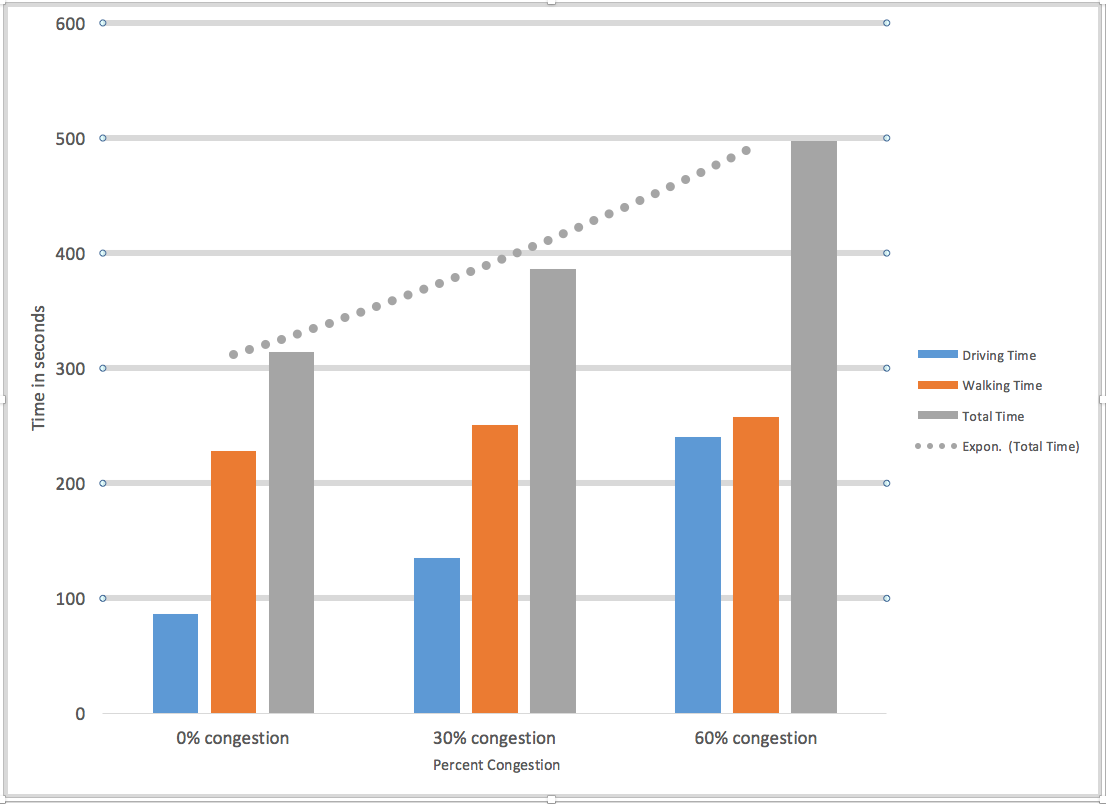 600
500
400
300
200
100
0
Time in seconds
0% congestion
30% congestion
60% congestion
Percent Congestion
Driving Time
Walking Time
Total Time
Expon. (Total Time)